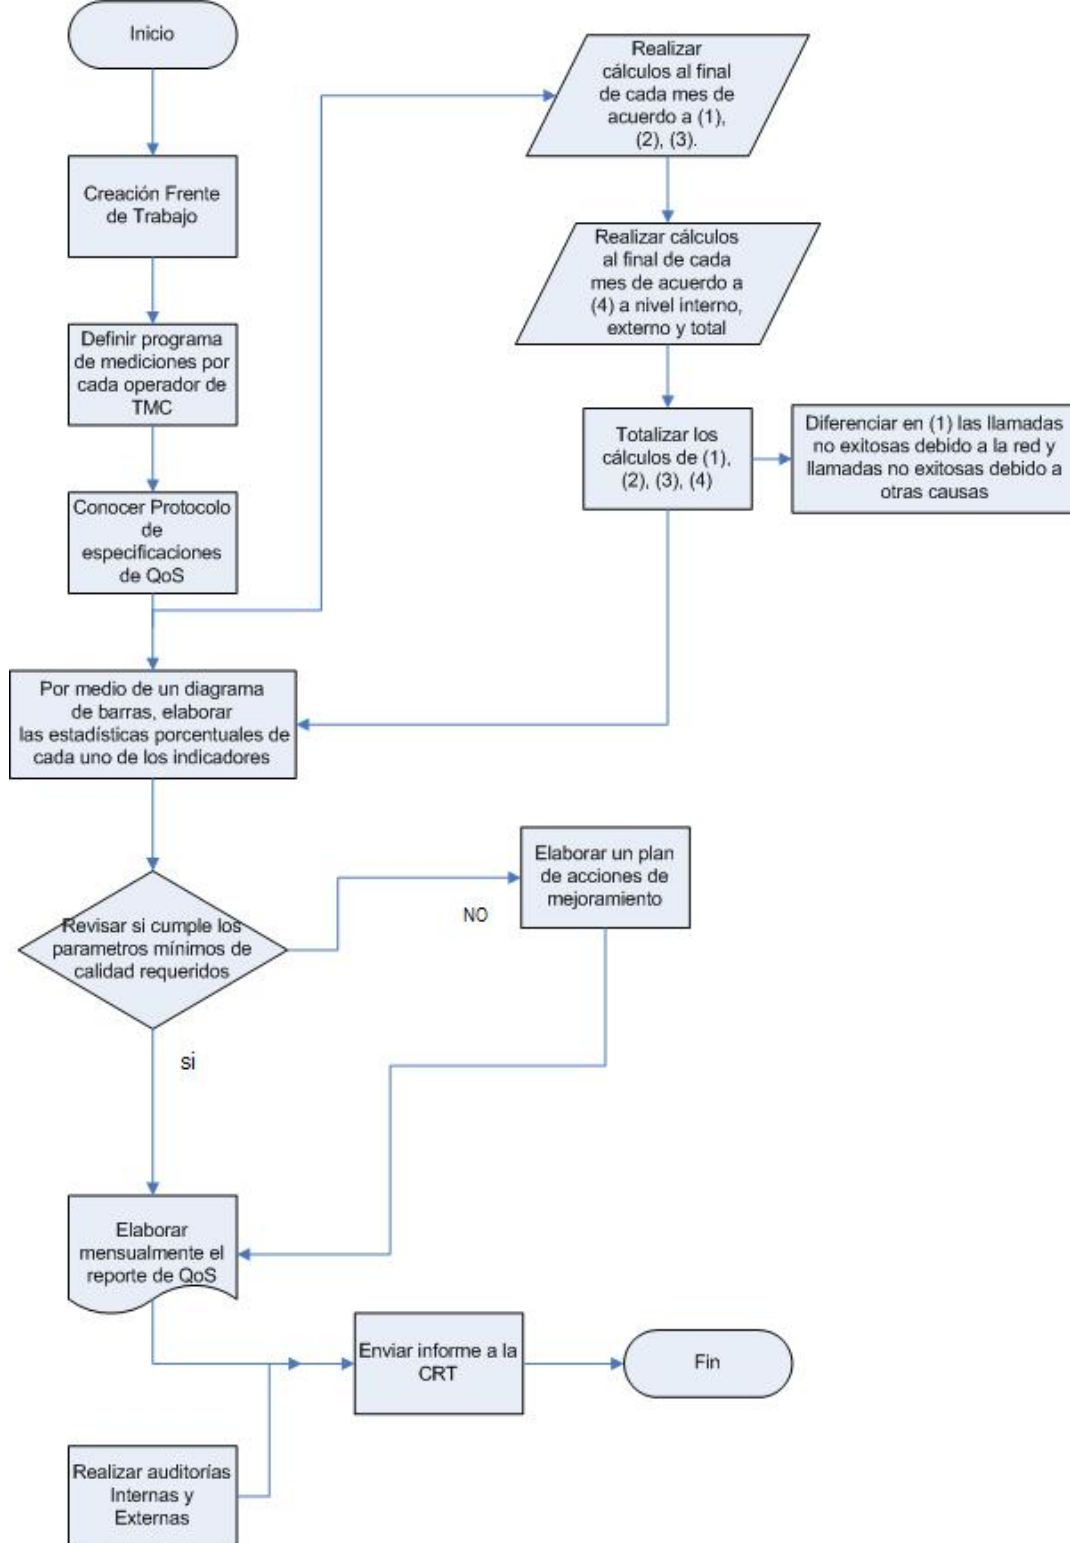 Inicio
Creación Frente
de Trabajo
Definir programa
de mediciones por
cada operador de
TMC
Conocer Protocolo
de
especificaciones
de QoS
Realizar
cálculos al final
de cada mes de
acuerdo a (1),
(2), (3).
Realizar cálculos
al final de cada
mes de acuerdo a
(4) a nivel interno,
externo y total
Totalizar los
cálculos de (1),
(2), (3), (4)
Diferenciar en (1) las llamadas
no exitosas debido a la red y
llamadas no exitosas debido a
otras causas
Por medio de un diagrama
de barras, elaborar
las estadísticas porcentuales de
cada uno de los indicadores
Revisar si cumple los
parametros mínimos de
calidad requeridos
NO
Elaborar un plan
de acciones de
mejoramiento
si
Elaborar
mensualmente el
reporte de QoS
Enviar informe a la
CRT
Fin
Realizar auditorías
Internas y
Externas